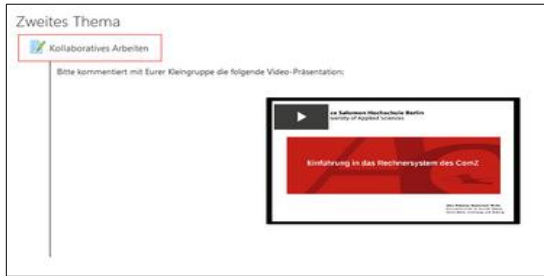 Zweites Thema
Kollaboratives Arbeiten
Bitte kommentiert mit Eurer Kleingruppe die folgende Video-Präsentation:
ce Salomon Hochschule Berlin
University of Applied Sciences
Einführung in das Rechnersystem des ComZ